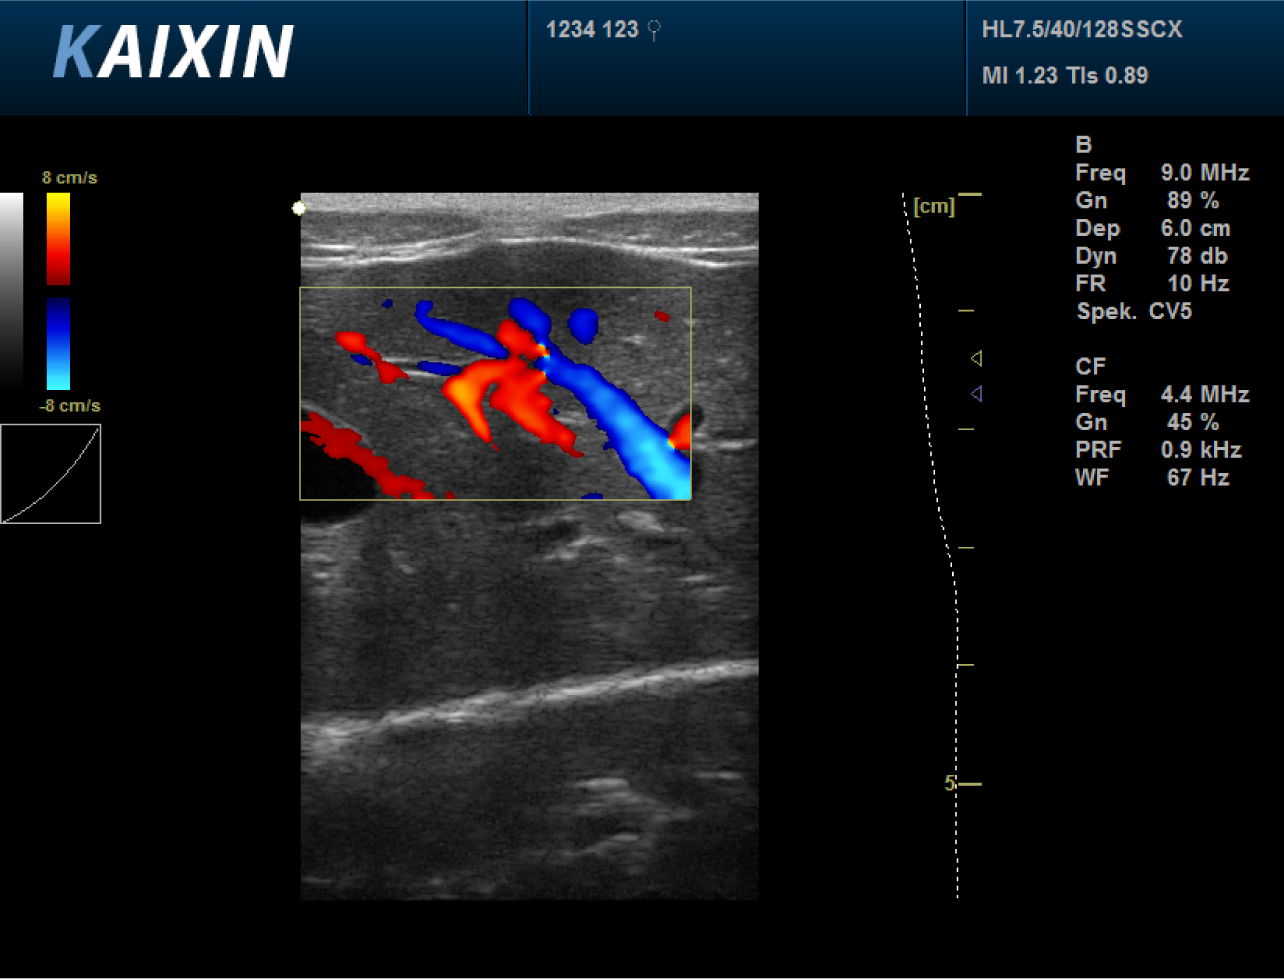 KAIXIN
1234 123
HL7.5/40/128SSCX
MI 1.23 TIs 0.89
8 cm/s
-8 cm/s
[cm]
5
B
Freq 9.0 MHz
Gn 89 %
Dep 6.0 cm
Dyn 78 db
FR 10 Hz
Spek. CV5
CF
Freq 4.4 MHz
Gn 45 %
PRF 0.9 kHz
WF 67 Hz